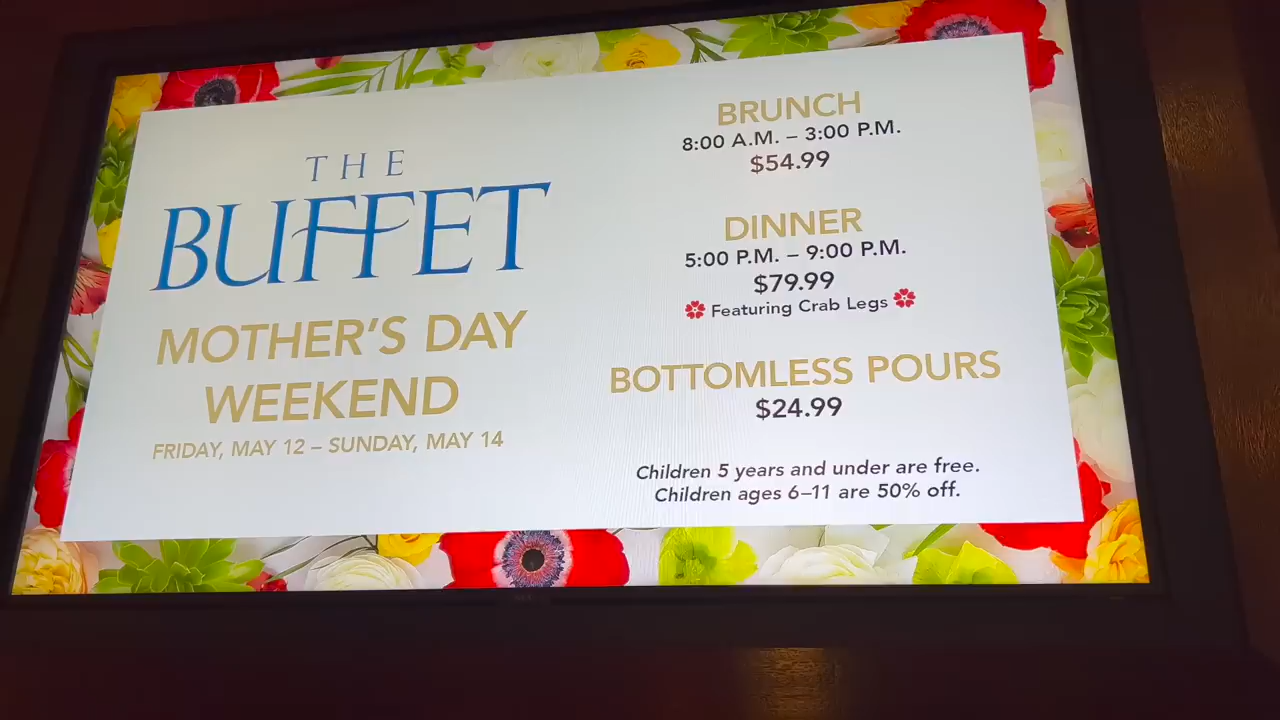 THE
BUFFET
MOTHER'S DAY
WEEKEND
FRIDAY, MAY 12 – SUNDAY, MAY 14
BRUNCH
8:00 A.M. – 3:00 P.M.
$54.99
DINNER
5:00 P.M. – 9:00 P.M.
$79.99
Featuring Crab Legs
BOTTOMLESS POURS
$24.99
Children 5 years and under are free.
Children ages 6–11 are 50% off.